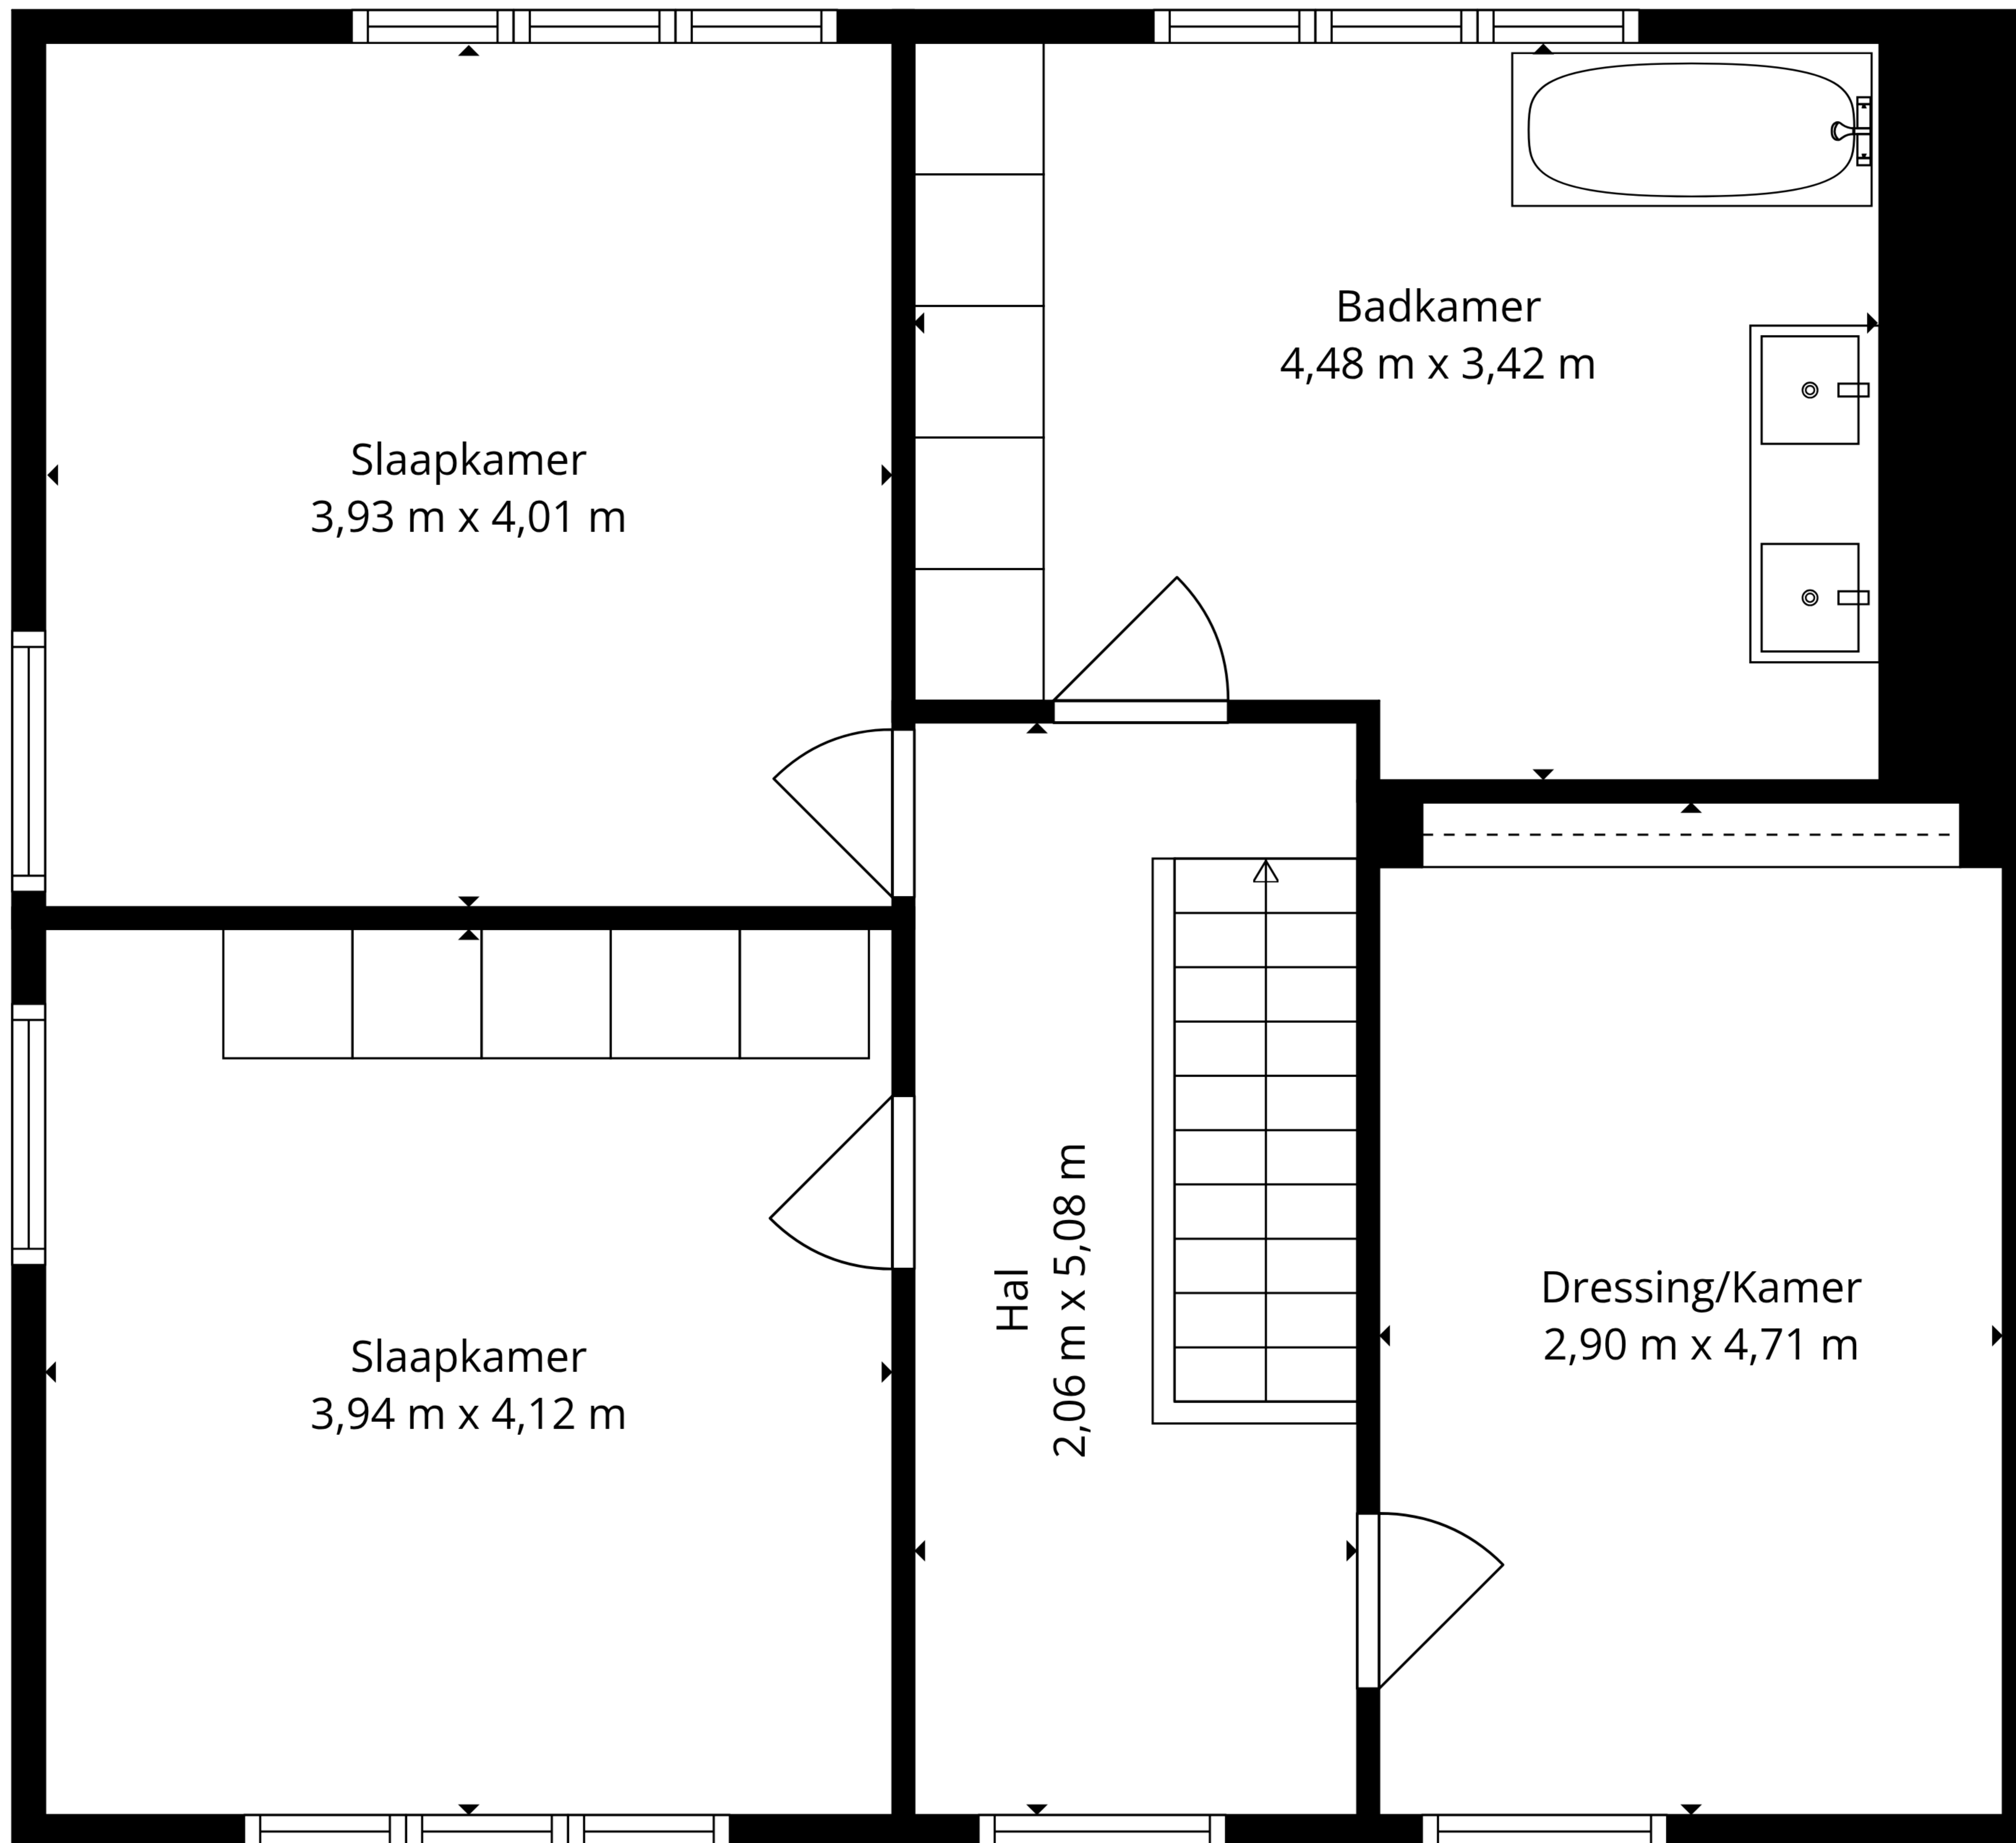 Badkamer
4,48 m x 3,42 m
Slaapkamer
3,93 m x 4,01 m
Hal
2,06 m x 5,08 m
Dressing/Kamer
2,90 m x 4,71 m
Slaapkamer
3,94 m x 4,12 m